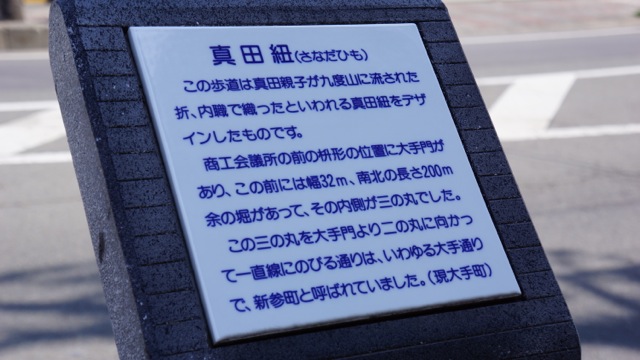 真田紐(さなだひも)
この歩道は真田親子が九度山に流された
折、内職で織ったといわれる真田紐をデザ
インしたものです。
商工会議所の前の枡形の位置に大手門が
あり、この前には幅32m、南北の長さ200m
余の堀があって、その内側が三の丸でした。
この三の丸を大手門より二の丸に向かっ
て一直線にのびる通りは、いわゆる大手通り
で、新参町と呼ばれていました。(現大手町)